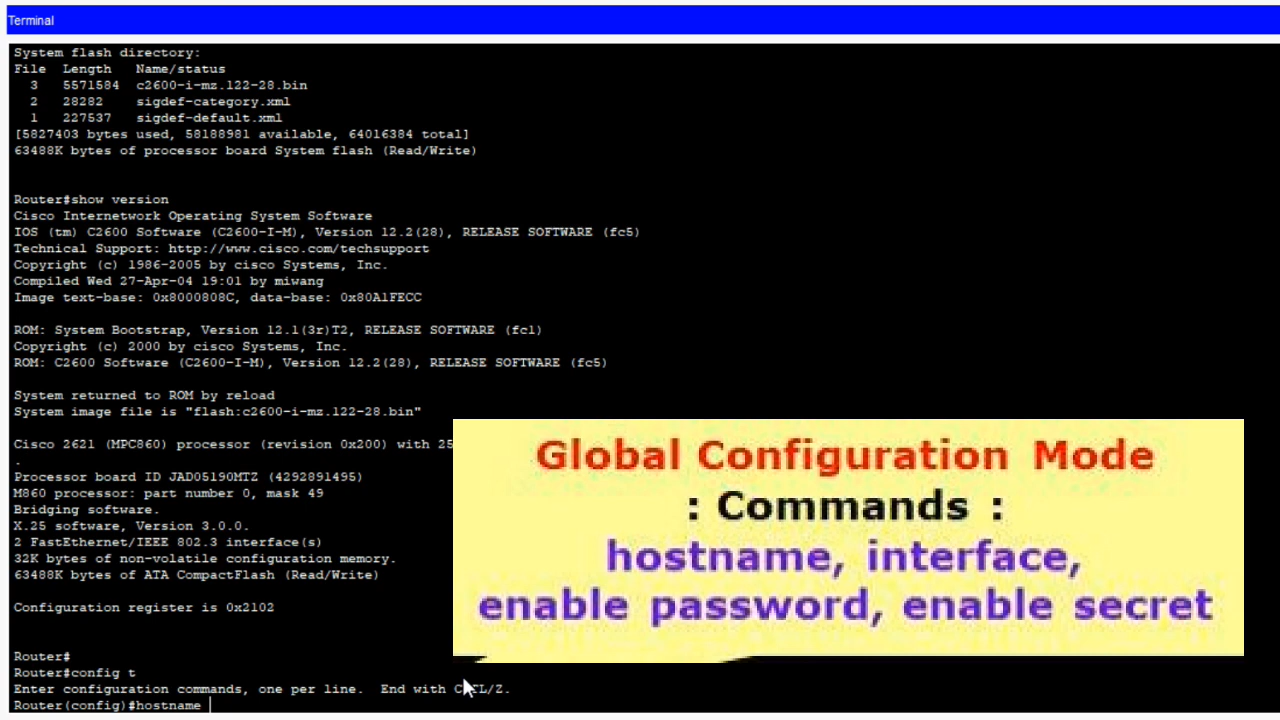 Terminal
System flash directory:
File  Length   Name/status
  3   5571584  c2600-i-mz.122-28.bin
  2   28282    sigdef-category.xml
  1   227537   sigdef-default.xml
[5827403 bytes used, 58188981 available, 64016384 total]
63488K bytes of processor board System flash (Read/Write)
Router#show version
Cisco Internetwork Operating System Software
IOS (tm) C2600 Software (C2600-I-M), Version 12.2(28), RELEASE SOFTWARE (fc5)
Technical Support: http://www.cisco.com/techsupport
Copyright (c) 1986-2005 by cisco Systems, Inc.
Compiled Wed 27-Apr-04 19:01 by miwang
Image text-base: 0x8000808C, data-base: 0x80A1FECC
ROM: System Bootstrap, Version 12.1(3r)T2, RELEASE SOFTWARE (fc1)
Copyright (c) 2000 by cisco Systems, Inc.
ROM: C2600 Software (C2600-I-M), Version 12.2(28), RELEASE SOFTWARE (fc5)
System returned to ROM by reload
System image file is "flash:c2600-i-mz.122-28.bin"
Cisco 2621 (MPC860) processor (revision 0x200) with 25
.
Processor board ID JAD05190MTZ (4292891495)
M860 processor: part number 0, mask 49
Bridging software.
X.25 software, Version 3.0.0.
2 FastEthernet/IEEE 802.3 interface(s)
32K bytes of non-volatile configuration memory.
63488K bytes of ATA CompactFlash (Read/Write)
Configuration register is 0x2102
Global Configuration Mode
: Commands :
hostname, interface,
enable password, enable secret
Router#
Router#config t
Enter configuration commands, one per line.  End with
Router(config)#hostname